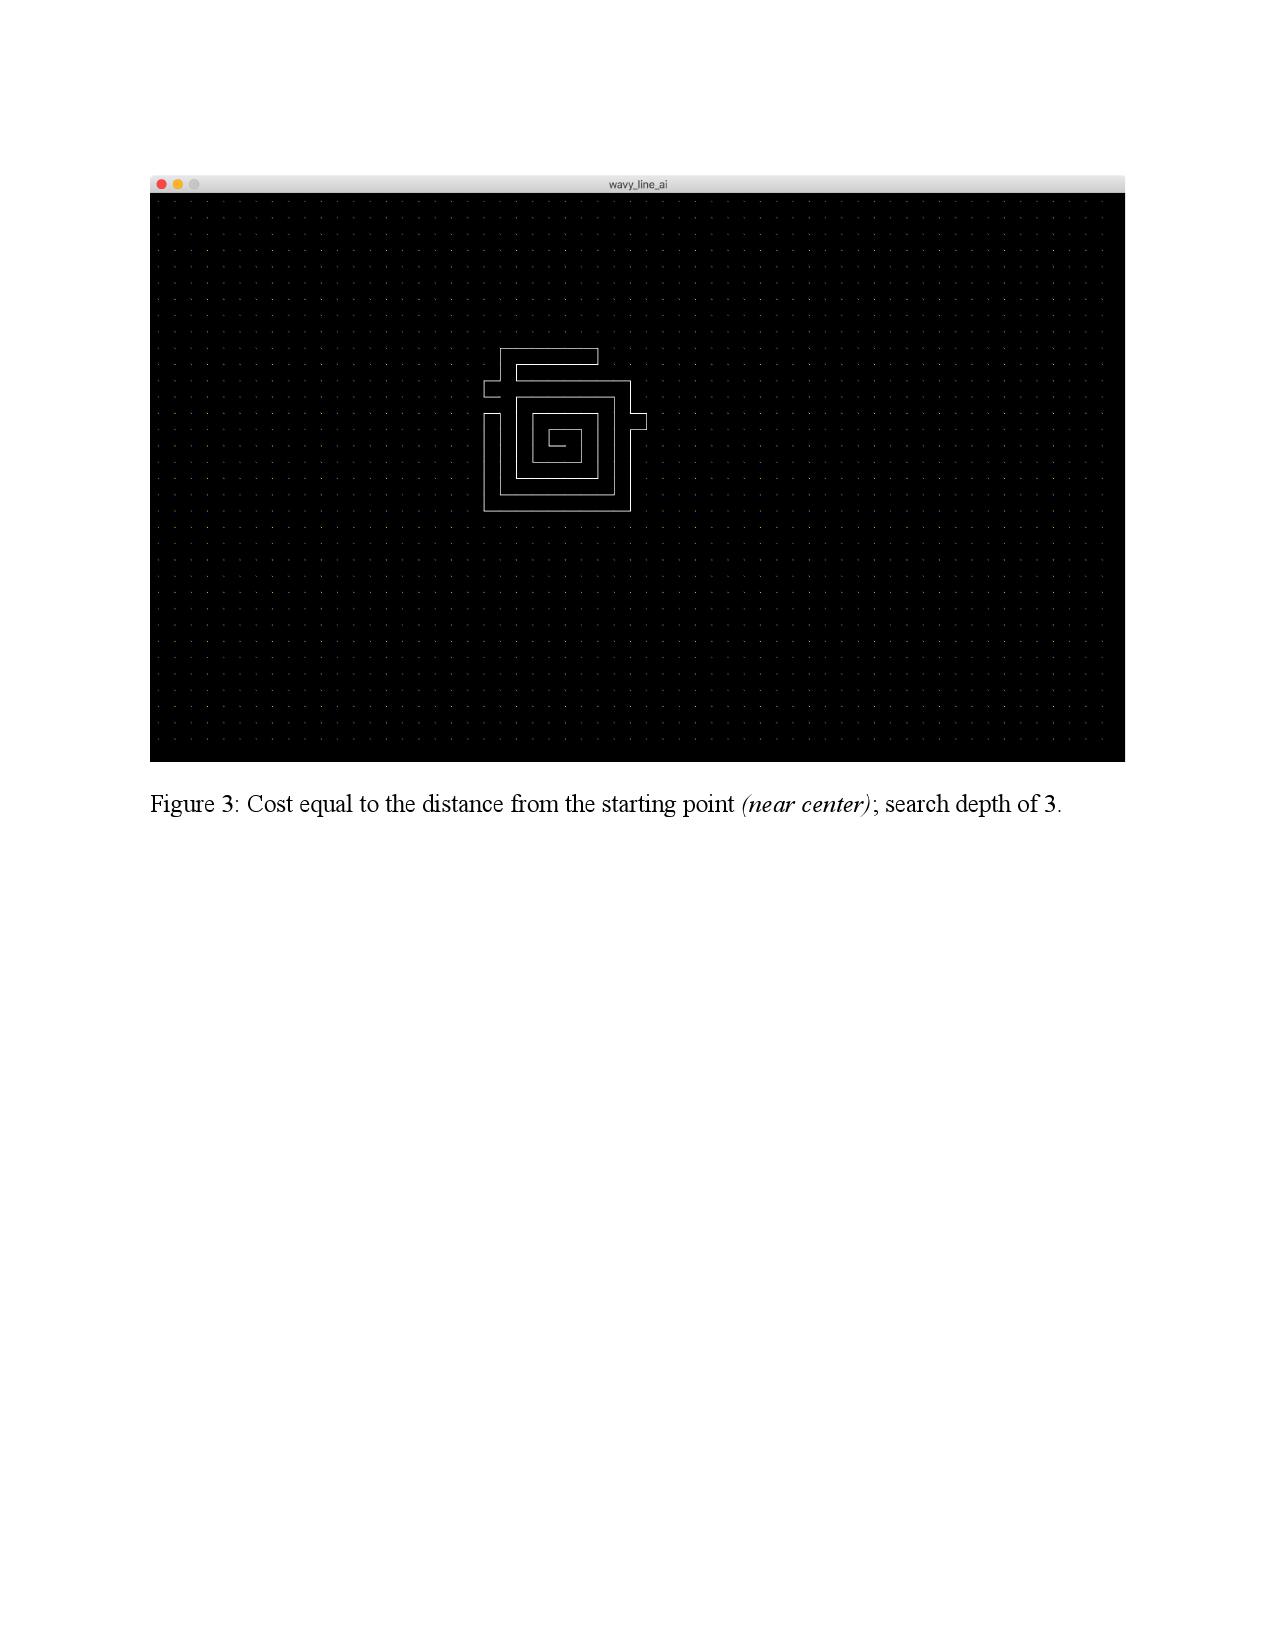 wavy_line_ai
Figure 3: Cost equal to the distance from the starting point (near center); search depth of 3.